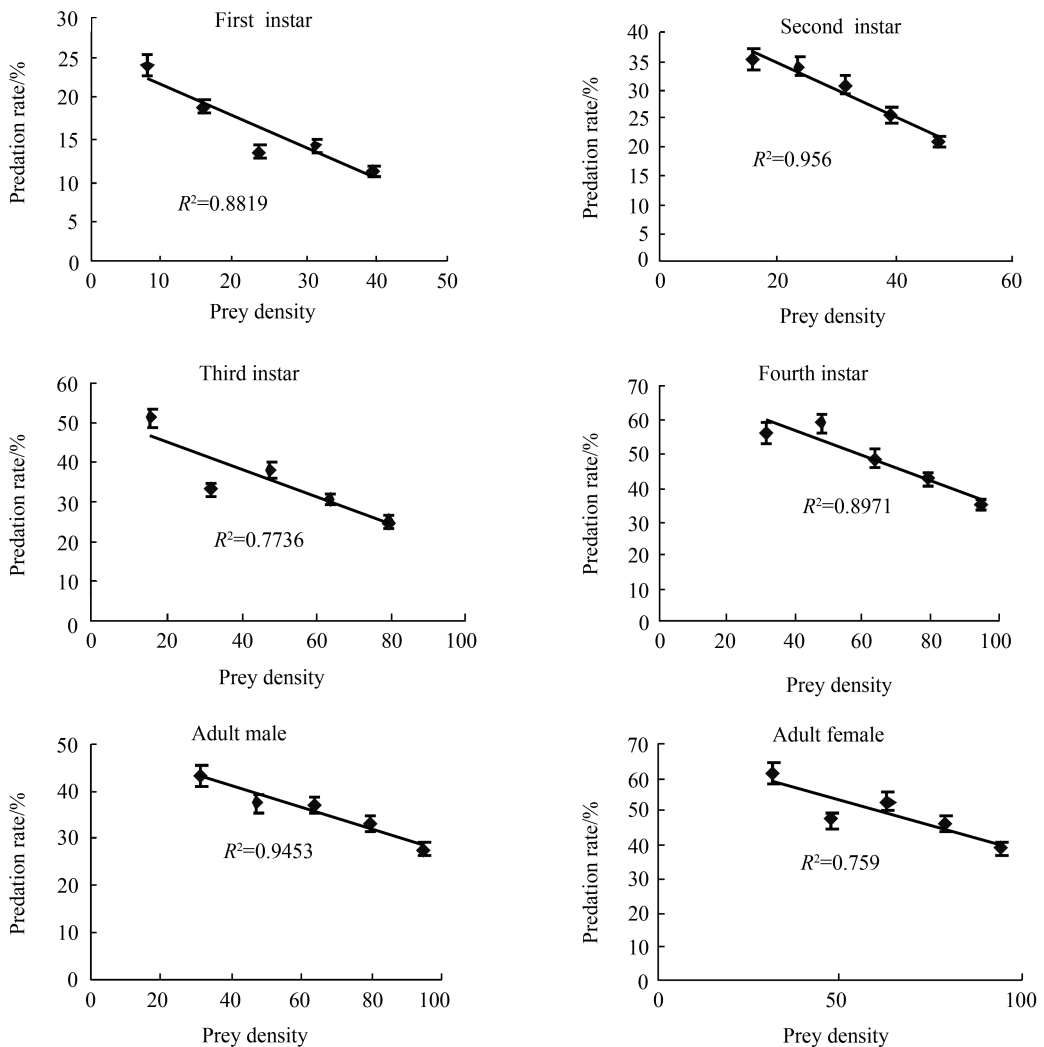 First instar
Predation rate/%
30
25
20
15
10
5
0
R²=0.8819
0 10 20 30 40 50
Prey density
Second instar
Predation rate/%
40
35
30
25
20
15
10
5
0
R²=0.956
0 20 40 60
Prey density
Third instar
Predation rate/%
60
50
40
30
20
10
0
R²=0.7736
0 20 40 60 80 100
Prey density
Fourth instar
Predation rate/%
70
60
50
40
30
20
10
0
R²=0.8971
0 20 40 60 80 100
Prey density
Adult male
Predation rate/%
50
40
30
20
10
0
R²=0.9453
0 20 40 60 80 100
Prey density
Adult female
Predation rate/%
70
60
50
40
30
20
10
0
R²=0.759
0 50 100
Prey density